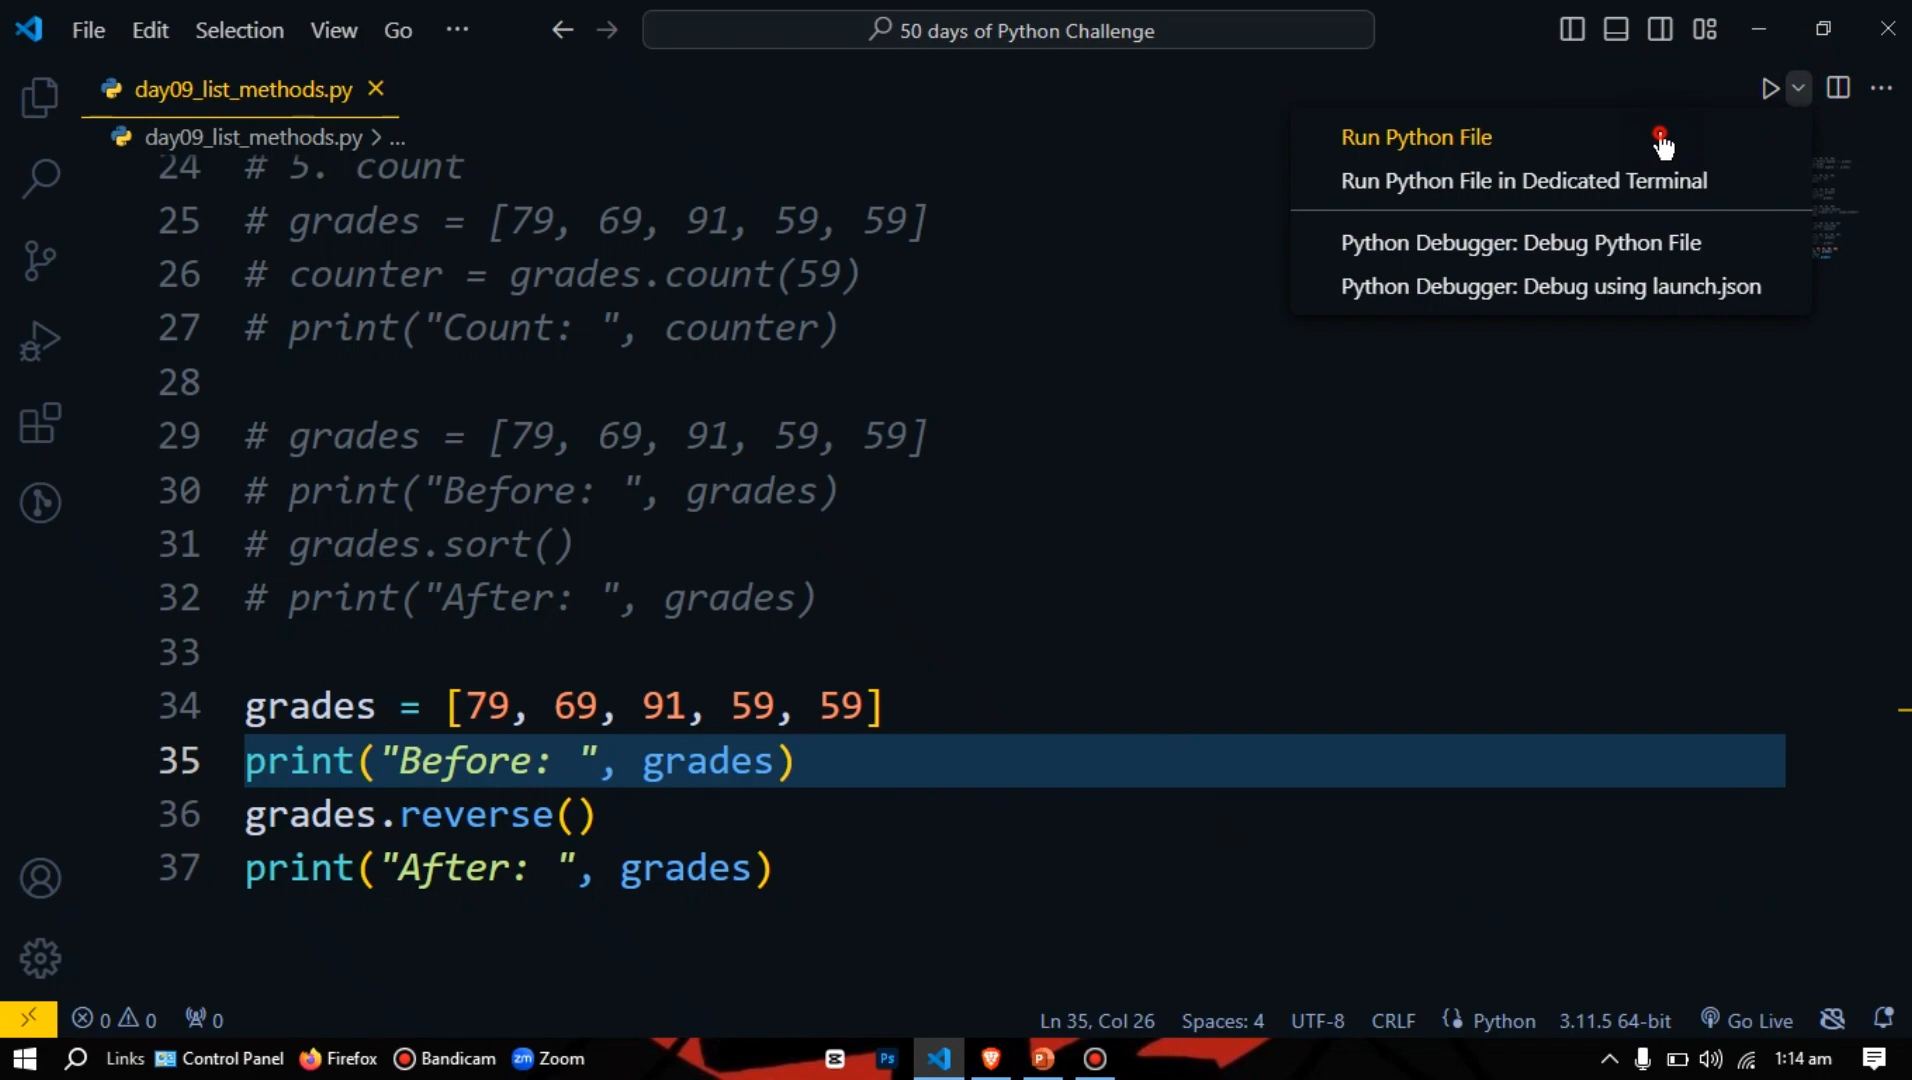 File Edit Selection View Go ··· 50 days of Python Challenge
day09_list_methods.py
day09_list_methods.py > ...
Run Python File
Run Python File in Dedicated Terminal
Python Debugger: Debug Python File
Python Debugger: Debug using launch.json
24 # 5. count
25 # grades = [79, 69, 91, 59, 59]
26 # counter = grades.count(59)
27 # print("Count: ", counter)
28
29 # grades = [79, 69, 91, 59, 59]
30 # print("Before: ", grades)
31 # grades.sort()
32 # print("After: ", grades)
33
34 grades = [79, 69, 91, 59, 59]
35 print("Before: ", grades)
36 grades.reverse()
37 print("After: ", grades)
0 0 0 Ln 35, Col 26 Spaces: 4 UTF-8 CRLF Python 3.11.5 64-bit Go Live
Links Control Panel Firefox Bandicam zm Zoom Ps P 1:14 am